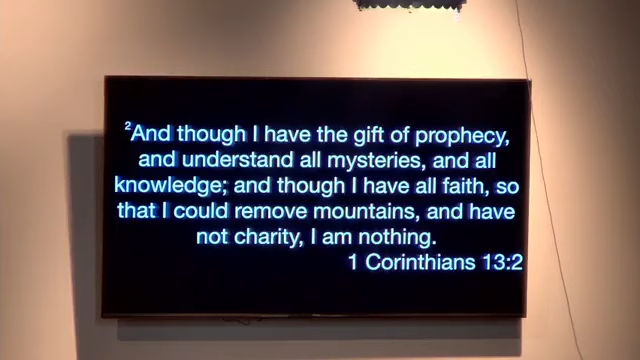 ²And though I have the gift of prophecy,
and understand all mysteries, and all
knowledge; and though I have all faith, so
that I could remove mountains, and have
not charity, I am nothing.
1 Corinthians 13:2